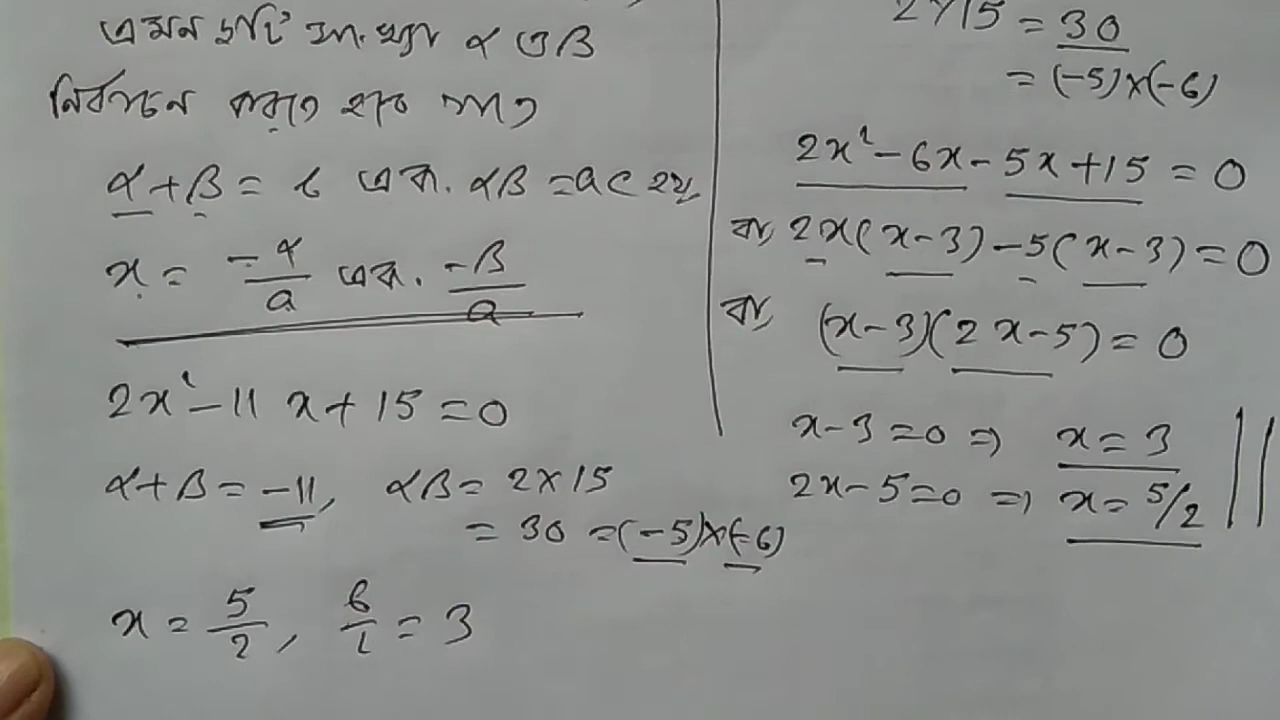 এমন দুটি সংখ্যা α ও β
নির্বাচন করতে হবে যাতে
α + β = b এবং αβ = ac হয়
x = -α/a এবং -β/a
2x² - 11x + 15 = 0
α + β = -11, αβ = 2 × 15
= 30 = (-5)×(-6)
x = 5/2, 6/2 = 3
2×15 = 30
= (-5)×(-6)
2x² - 6x - 5x + 15 = 0
বা, 2x(x-3) - 5(x-3) = 0
বা, (x-3)(2x-5) = 0
x - 3 = 0 ⇒ x = 3
2x - 5 = 0 ⇒ x = 5/2